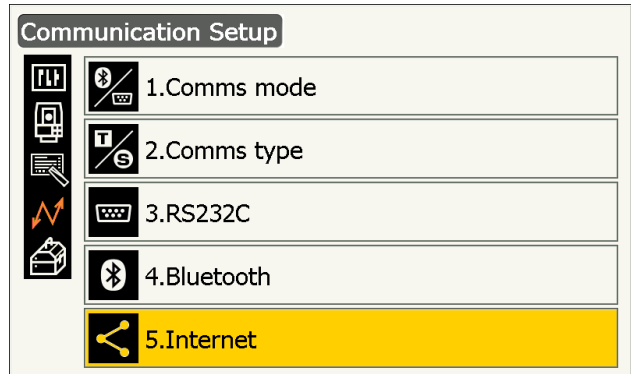 Communication Setup
1.Comms mode
T
S
2.Comms type
3.RS232C
4.Bluetooth
5.Internet